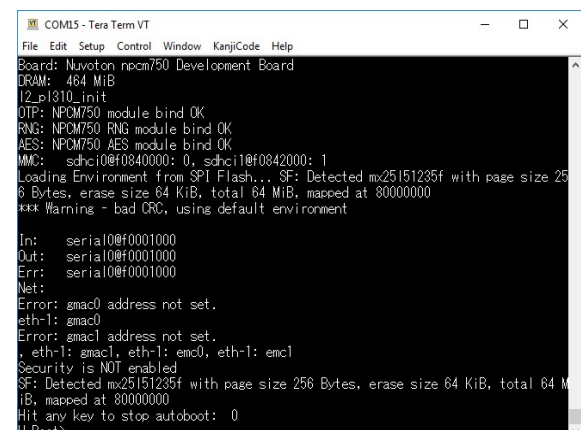 COM15 - Tera Term VT
File Edit Setup Control Window KanjiCode Help
Board: Nuvoton npcm750 Development Board
DRAM:  464 MiB
l2_pl310_init
OTP: NPCM750 module bind OK
RNG: NPCM750 RNG module bind OK
AES: NPCM750 AES module bind OK
MMC:   sdhci0@f0840000: 0, sdhci1@f0842000: 1
Loading Environment from SPI Flash... SF: Detected mx25l51235f with page size 25
6 Bytes, erase size 64 KiB, total 64 MiB, mapped at 80000000
*** Warning - bad CRC, using default environment
In:    serial0@f0001000
Out:   serial0@f0001000
Err:   serial0@f0001000
Net:
Error: gmac0 address not set.
eth-1: gmac0
Error: gmac1 address not set.
, eth-1: gmac1, eth-1: emc0, eth-1: emc1
Security is NOT enabled
SF: Detected mx25l51235f with page size 256 Bytes, erase size 64 KiB, total 64 M
iB, mapped at 80000000
Hit any key to stop autoboot:  0
U-Boot>